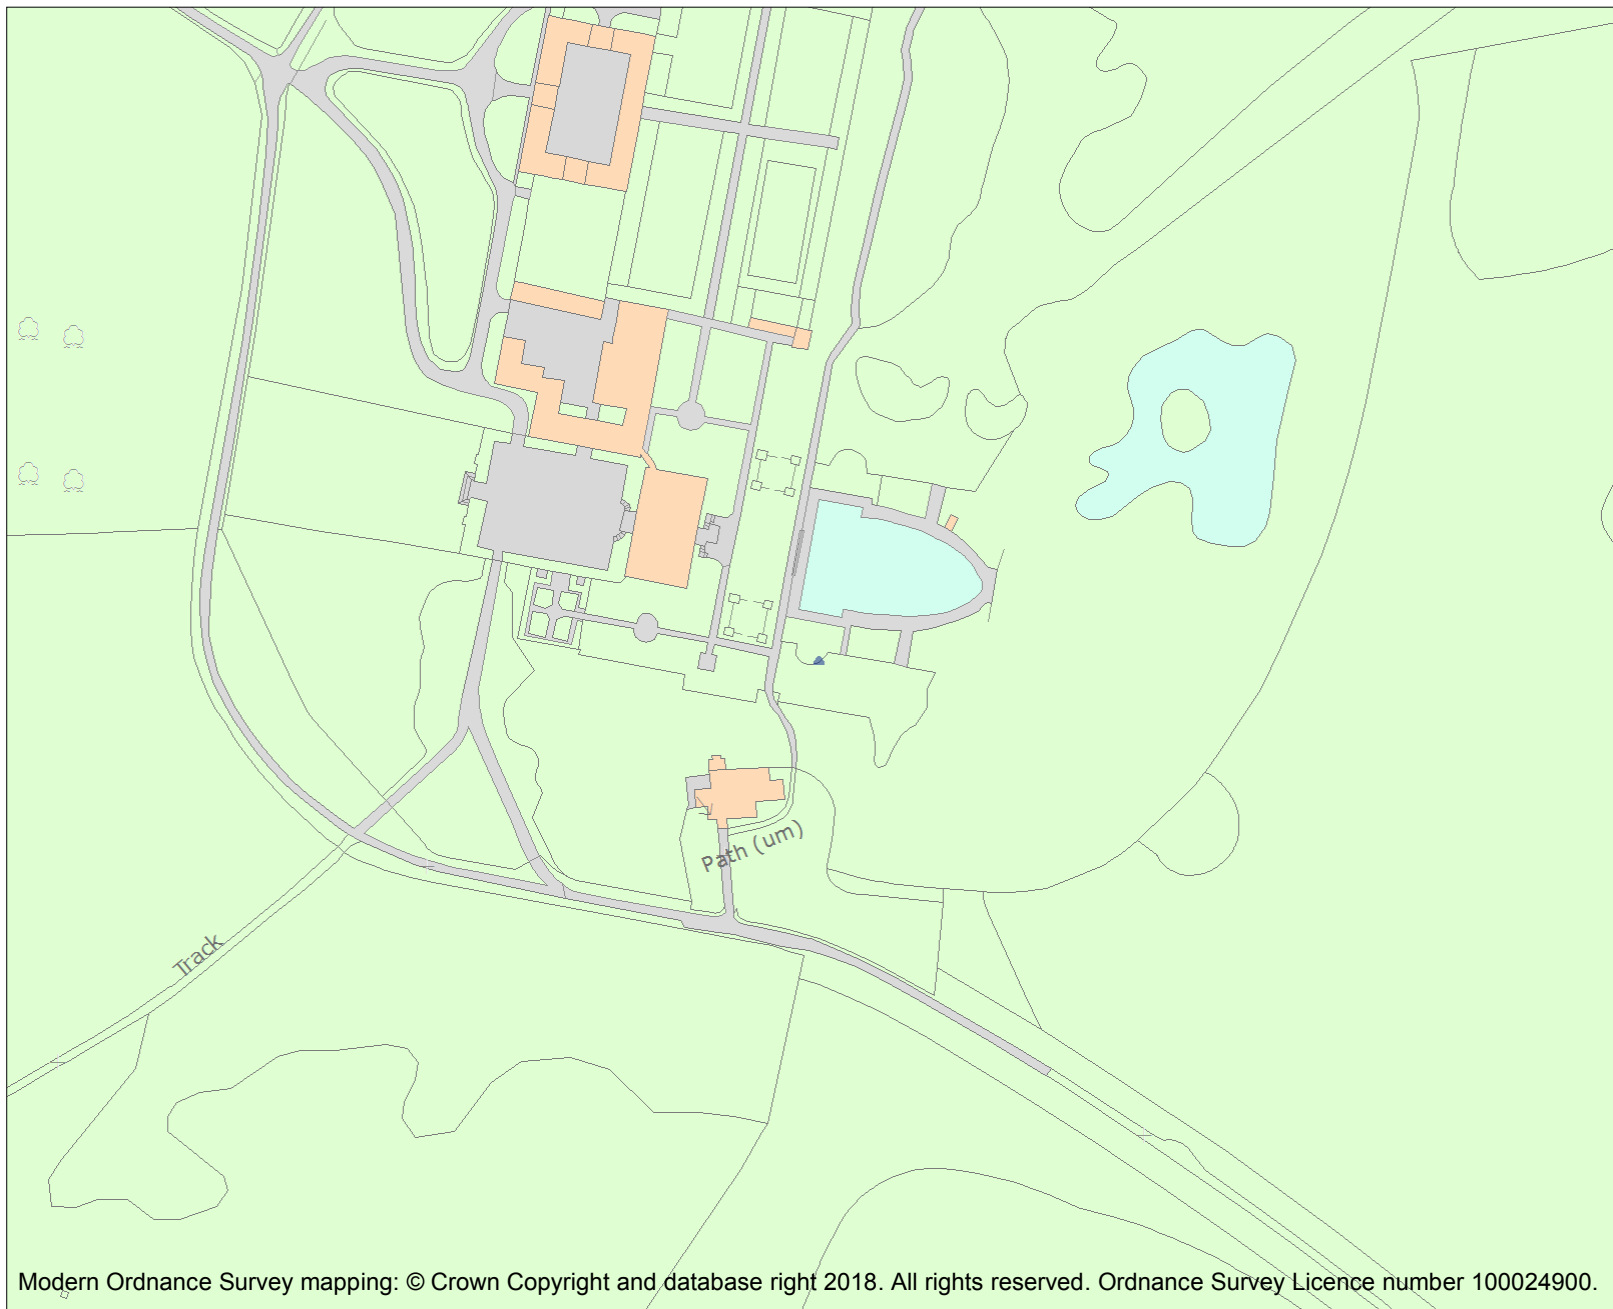 Path (um)
Track
Modern Ordnance Survey mapping: © Crown Copyright and database right 2018. All rights reserved. Ordnance Survey Licence number 100024900.